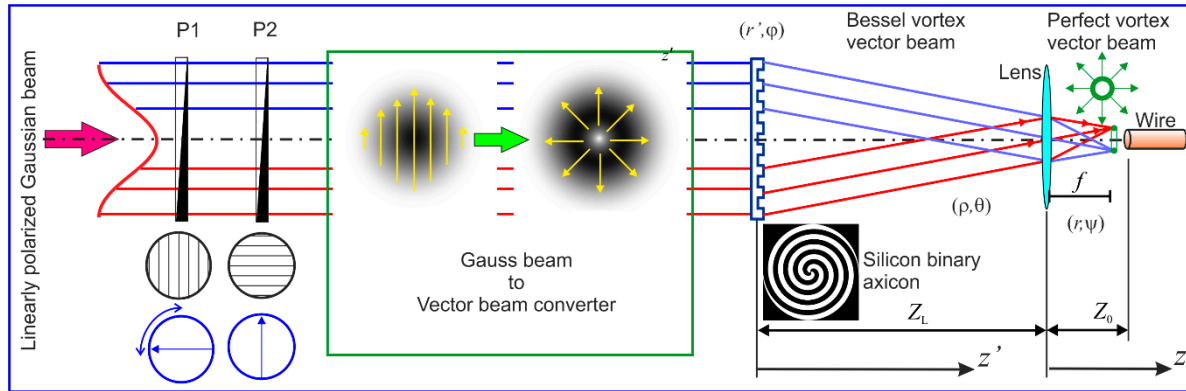 Linearly polarized Gaussian beam
P1
P2
z'
Gauss beam
to
Vector beam converter
(r',φ)
Bessel vortex
vector beam
Perfect vortex
vector beam
Lens
Wire
f
(ρ,θ)
(r,ψ)
Silicon binary
axicon
Z_L
Z_0
z'
z